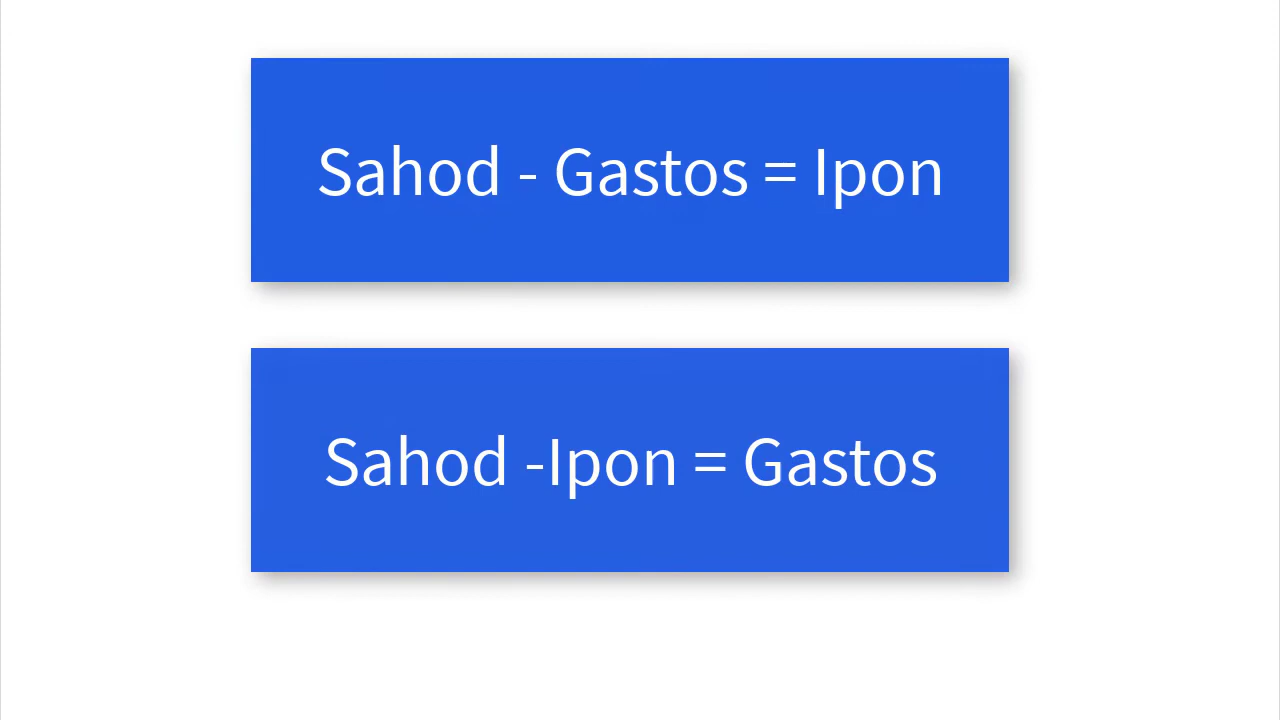 Sahod - Gastos = Ipon
Sahod -Ipon = Gastos